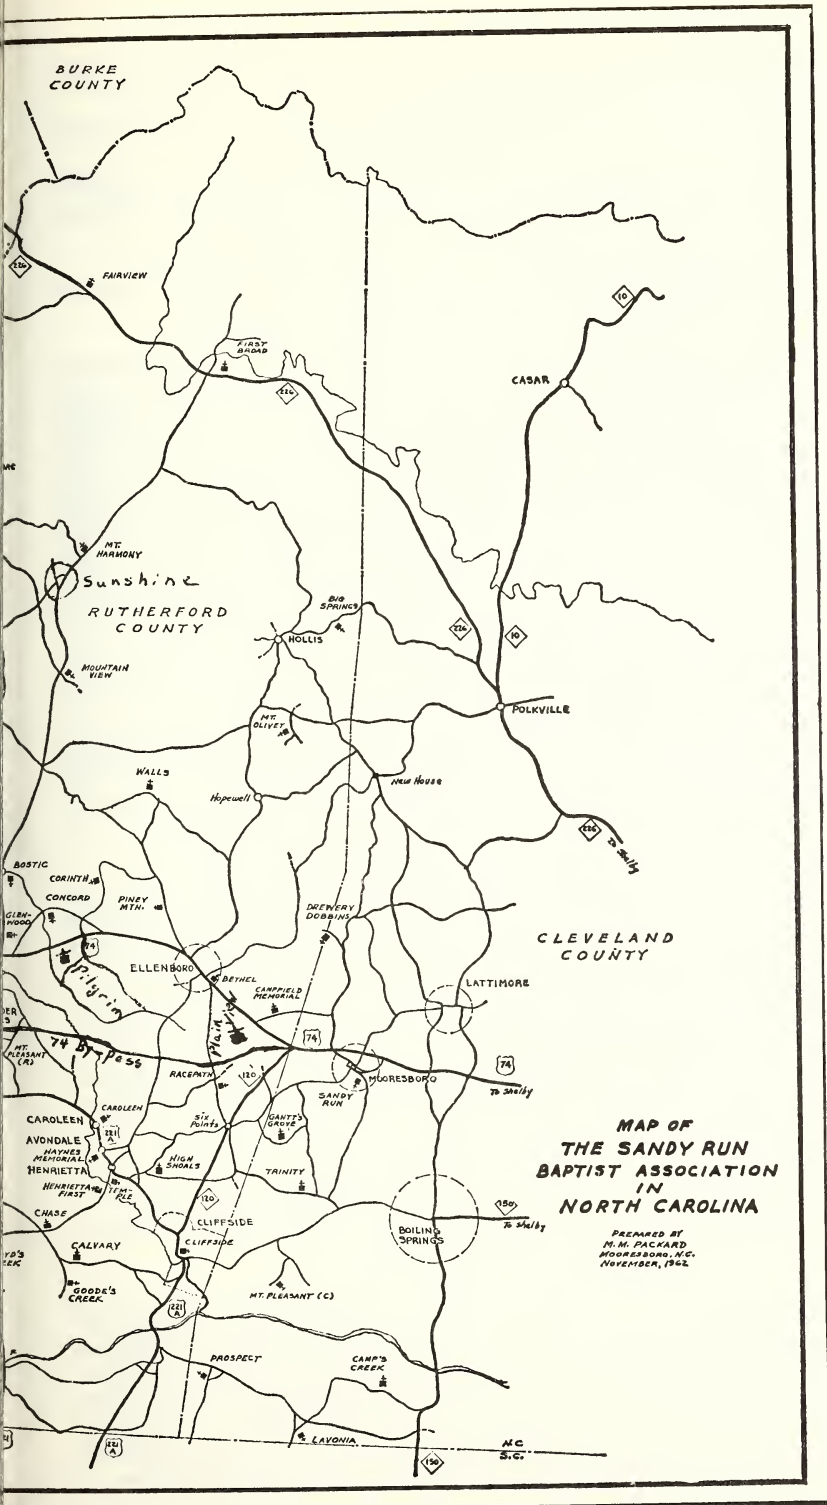 BURKE
COUNTY
226
FAIRVIEW
10
FIRST
BROAD
226
CASAR
MT.
HARMONY
Sunshine
RUTHERFORD
COUNTY
BIG
SPRINGS
HOLLIS
226
10
MOUNTAIN
VIEW
MT.
OLIVET
POLKVILLE
WALLS
New House
Hopewell
226
To Shelby
BOSTIC
CORINTH
CONCORD
PINEY
MTN.
GLEN-
WOOD
DREWERY
DOBBINS
74
Pilgrim
ELLENBORO
BETHEL
CLEVELAND
COUNTY
LATTIMORE
CAMPFIELD
MEMORIAL
Plain
View
MT.
PLEASANT
(R)
74 By-Pass
74
74
To Shelby
RACEPATH
120
MOORESBORO
SANDY
RUN
CAROLEEN
CAROLEEN
221
A
Six
Points
GANTT'S
GROVE
AVONDALE
HAYNES
MEMORIAL
HENRIETTA
HIGH
SHOALS
TRINITY
HENRIETTA
FIRST
TEM-
PLE
MAP OF
THE SANDY RUN
BAPTIST ASSOCIATION
IN
NORTH CAROLINA
PREPARED BY
M. M. PACKARD
MOORESBORO, N.C.
NOVEMBER, 1962
120
150
To Shelby
CHASE
CLIFFSIDE
CLIFFSIDE
BOILING
SPRINGS
CALVARY
GOODE'S
CREEK
MT. PLEASANT (C)
221
A
PROSPECT
CAMP'S
CREEK
LAVONIA
221
A
N.C.
S.C.
150